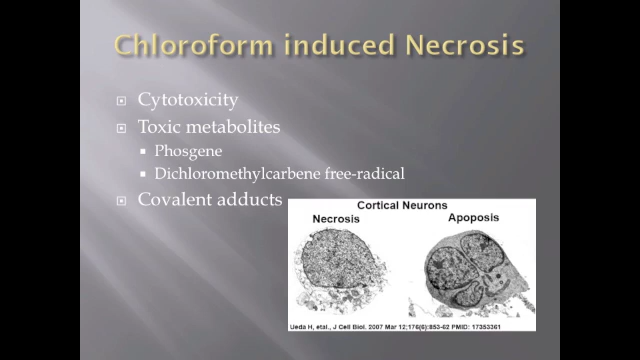 Chloroform induced Necrosis
Cytotoxicity
Toxic metabolites
Phosgene
Dichloromethylcarbene free-radical
Covalent adducts
Cortical Neurons
Necrosis
Apoposis
Ueda H, etal., J Cell Biol. 2007 Mar 12;176(6):853-62 PMID: 17353361